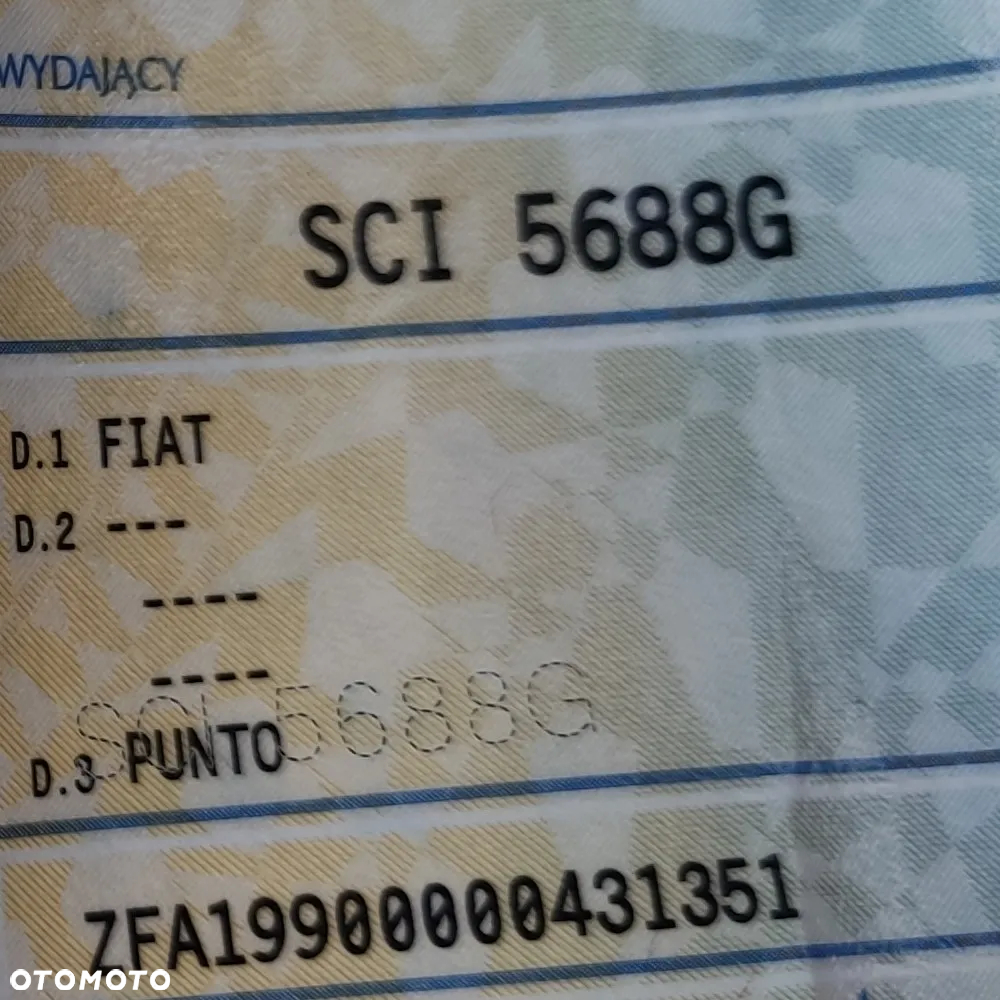 WYDAJĄCY
SCI 5688G
D.1 FIAT
D.2 ---
----
----
SCI 5688G
D.3 PUNTO
ZFA19900000431351
OTOMOTO